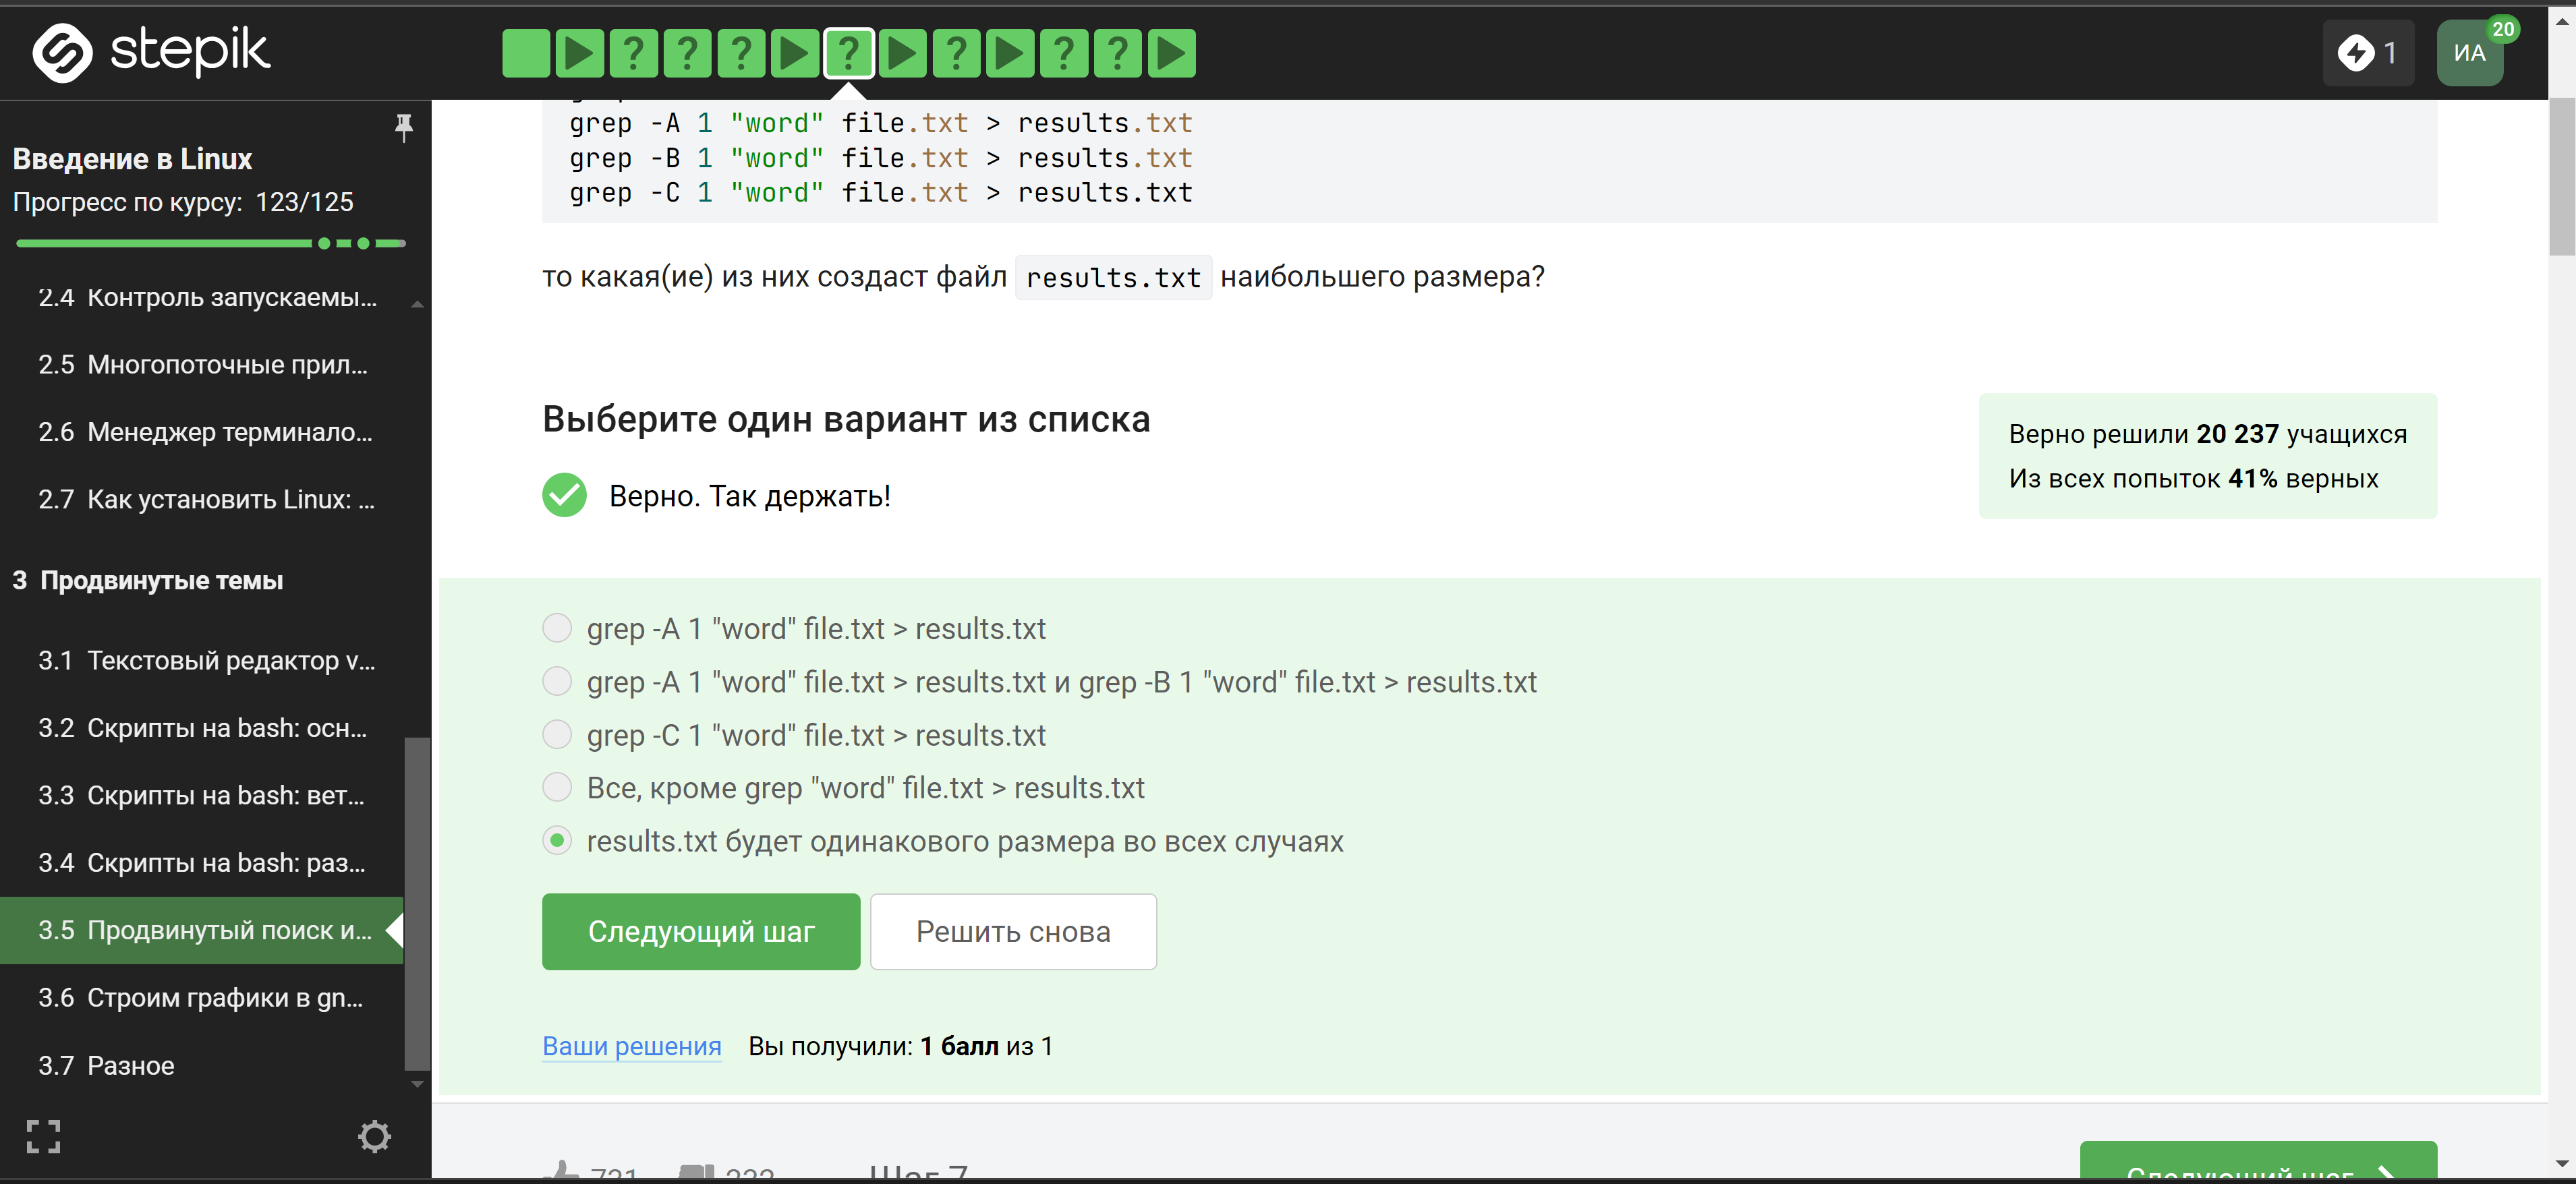 stepik
? ? ? ? ? ? ?
1
ИА
20
Введение в Linux
Прогресс по курсу: 123/125
2.4 Контроль запускаемы...
2.5 Многопоточные прил...
2.6 Менеджер терминало...
2.7 Как установить Linux: ...
3 Продвинутые темы
3.1 Текстовый редактор v...
3.2 Скрипты на bash: осн...
3.3 Скрипты на bash: вет...
3.4 Скрипты на bash: раз...
3.5 Продвинутый поиск и...
3.6 Строим графики в gn...
3.7 Разное
grep -A 1 "word" file.txt > results.txt
grep -B 1 "word" file.txt > results.txt
grep -C 1 "word" file.txt > results.txt
то какая(ие) из них создаст файл results.txt наибольшего размера?
Выберите один вариант из списка
Верно. Так держать!
Верно решили 20 237 учащихся
Из всех попыток 41% верных
grep -A 1 "word" file.txt > results.txt
grep -A 1 "word" file.txt > results.txt и grep -B 1 "word" file.txt > results.txt
grep -C 1 "word" file.txt > results.txt
Все, кроме grep "word" file.txt > results.txt
results.txt будет одинакового размера во всех случаях
Следующий шаг
Решить снова
Ваши решения Вы получили: 1 балл из 1
731
Шаг 7
Следующий шаг